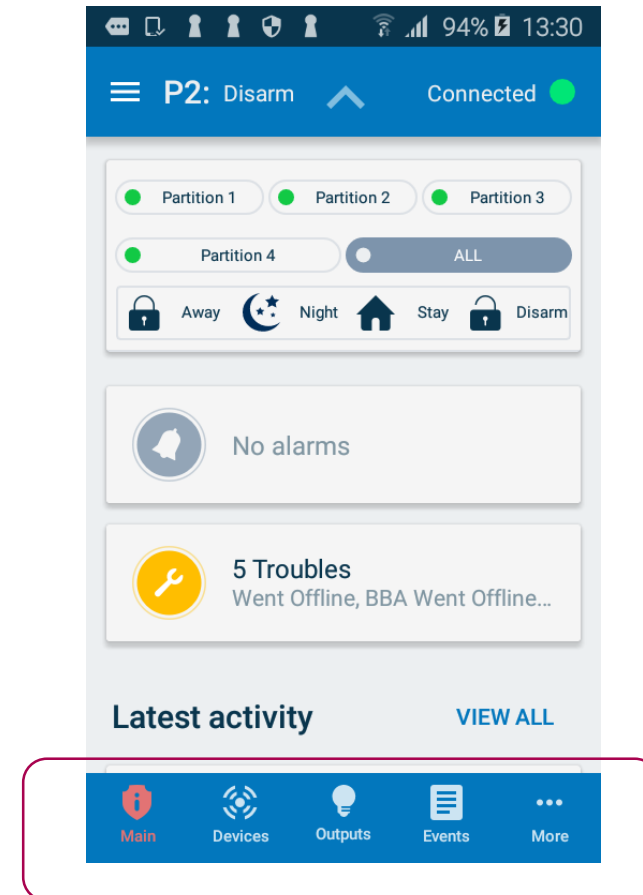 94% 13:30
P2: Disarm Connected
Partition 1 Partition 2 Partition 3
Partition 4 ALL
Away Night Stay Disarm
No alarms
5 Troubles
Went Offline, BBA Went Offline...
Latest activity VIEW ALL
Main Devices Outputs Events More